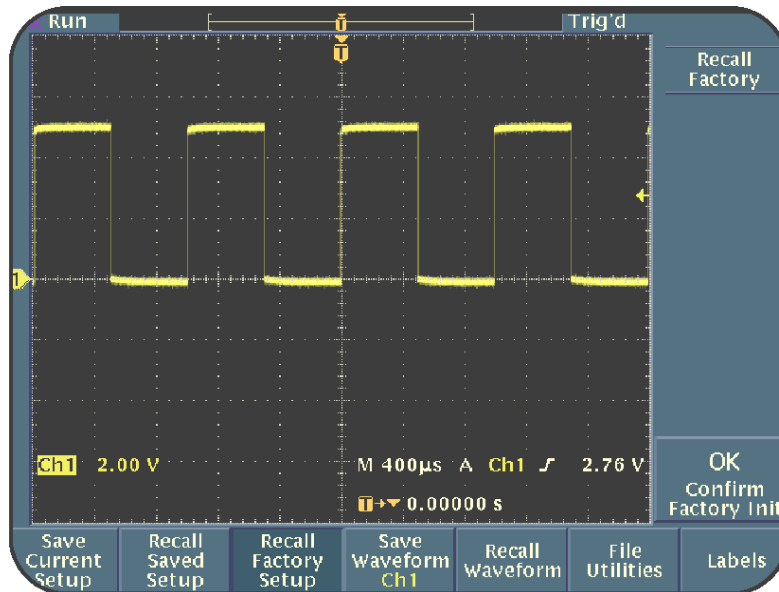 Run
T
Trig'd
T
Recall
Factory
1
Ch1 2.00 V
M 400µs A Ch1 2.76 V
T 0.00000 s
OK
Confirm
Factory Init
Save
Current
Setup
Recall
Saved
Setup
Recall
Factory
Setup
Save
Waveform
Ch1
Recall
Waveform
File
Utilities
Labels